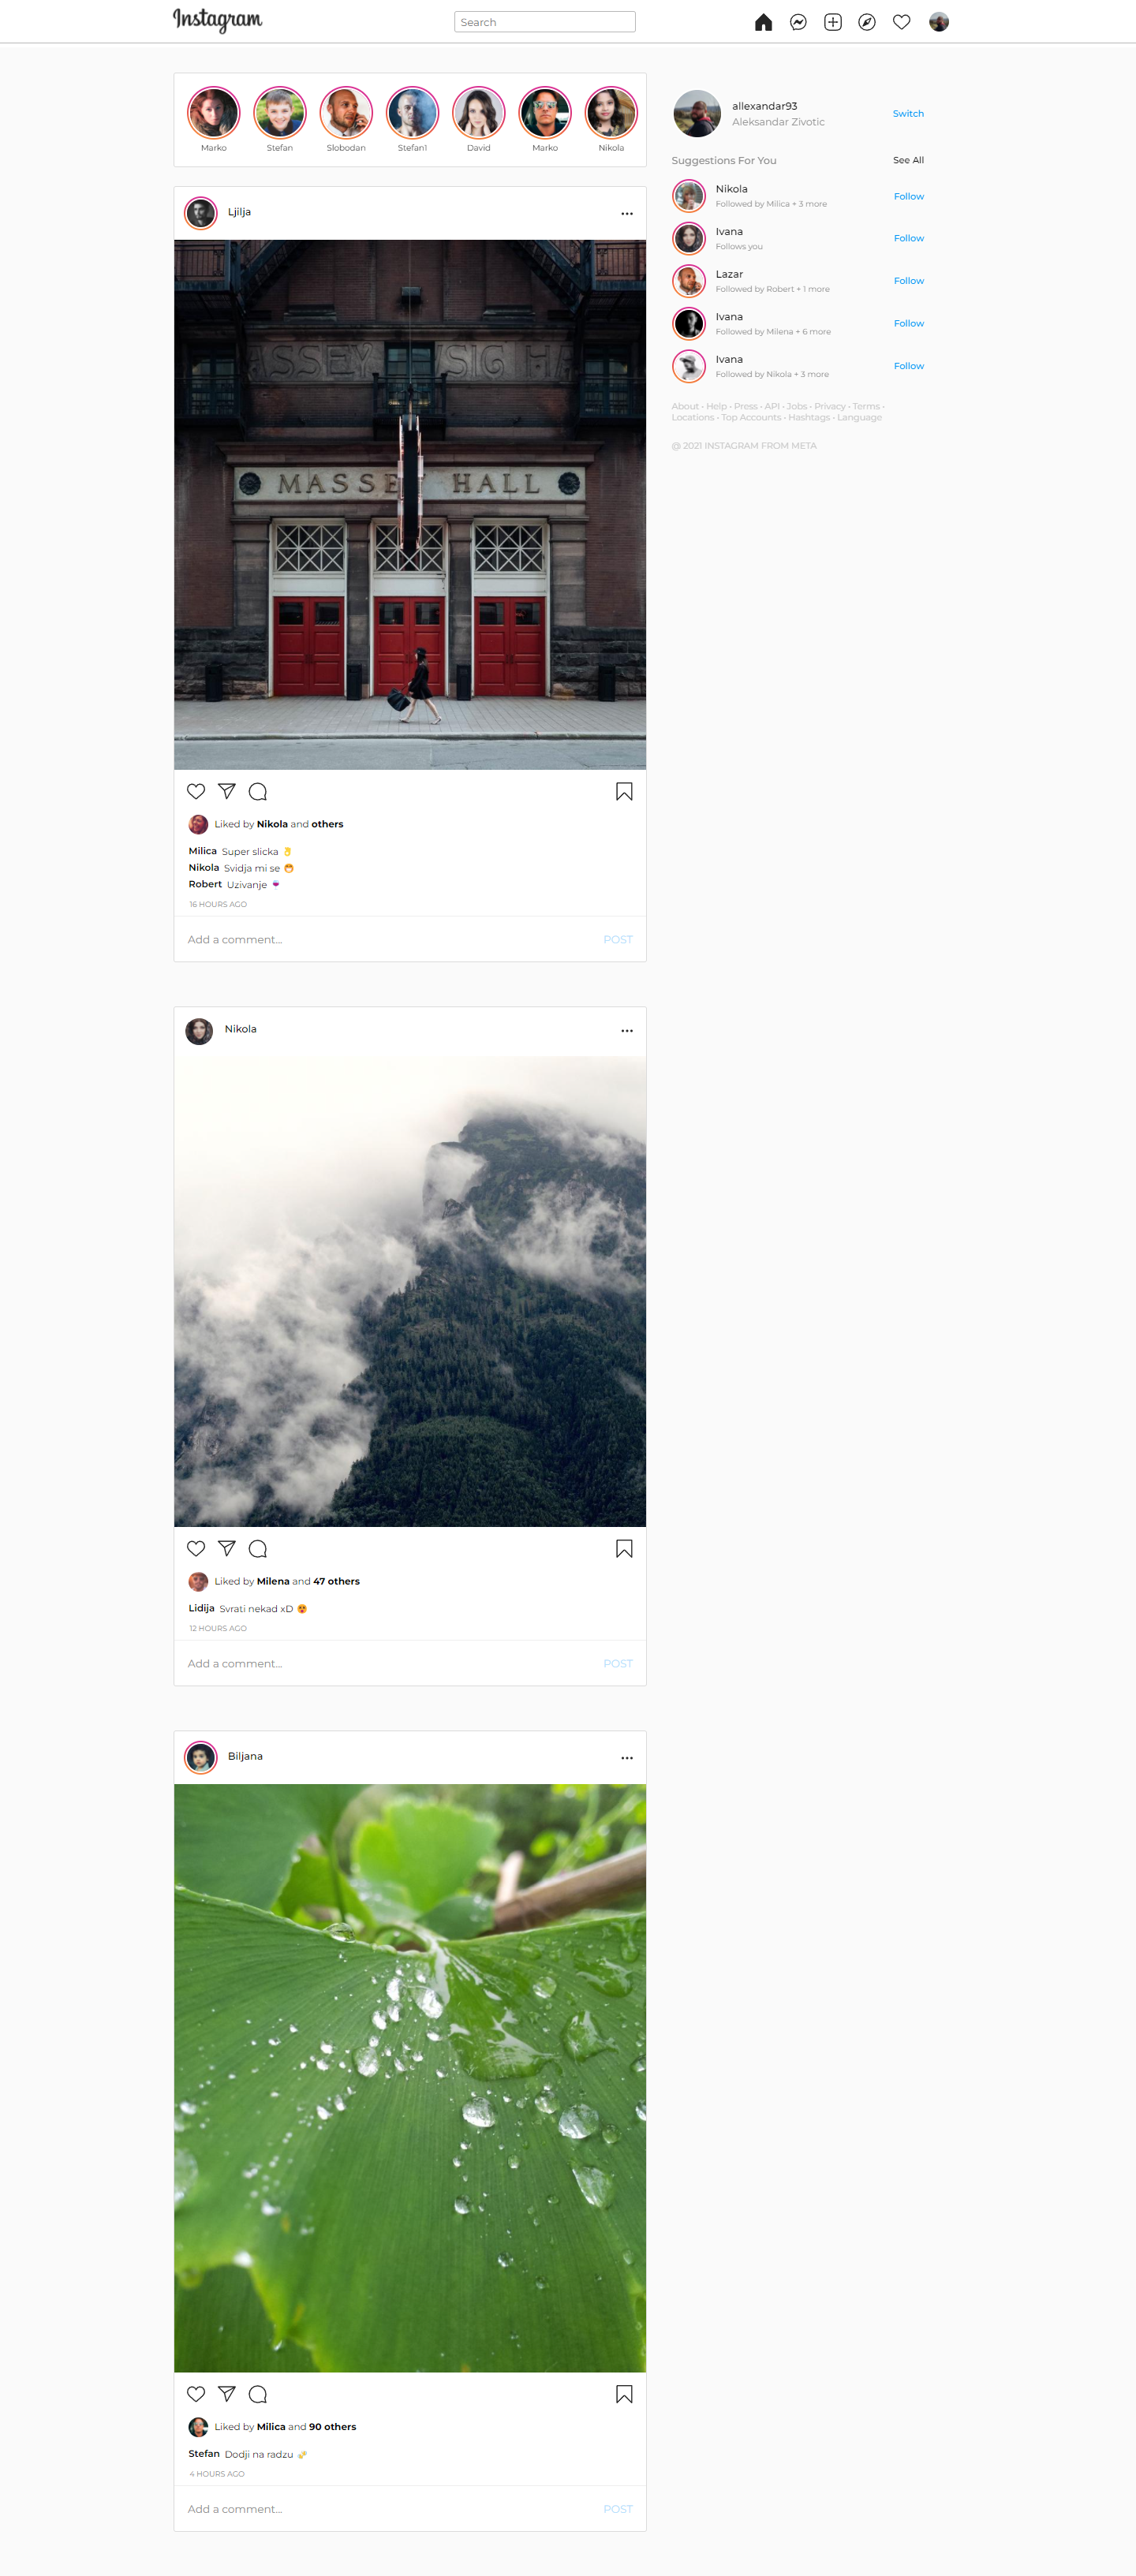 Instagram
Search
Marko
Stefan
Slobodan
Stefan1
David
Marko
Nikola
allexandar93
Aleksandar Zivotic
Switch
Suggestions For You
See All
Nikola
Followed by Milica + 3 more
Follow
Ivana
Follows you
Follow
Lazar
Followed by Robert + 1 more
Follow
Ivana
Followed by Milena + 6 more
Follow
Ivana
Followed by Nikola + 3 more
Follow
About • Help • Press • API • Jobs • Privacy • Terms •
Locations • Top Accounts • Hashtags • Language
@ 2021 INSTAGRAM FROM META
Ljilja
MASSEY HALL
Liked by Nikola and others
Milica Super slicka
Nikola Svidja mi se 😁
Robert Uzivanje 🍷
16 HOURS AGO
Add a comment...
POST
Nikola
Liked by Milena and 47 others
Lidija Svrati nekad xD 😍
12 HOURS AGO
Add a comment...
POST
Biljana
Liked by Milica and 90 others
Stefan Dodji na radzu
4 HOURS AGO
Add a comment...
POST